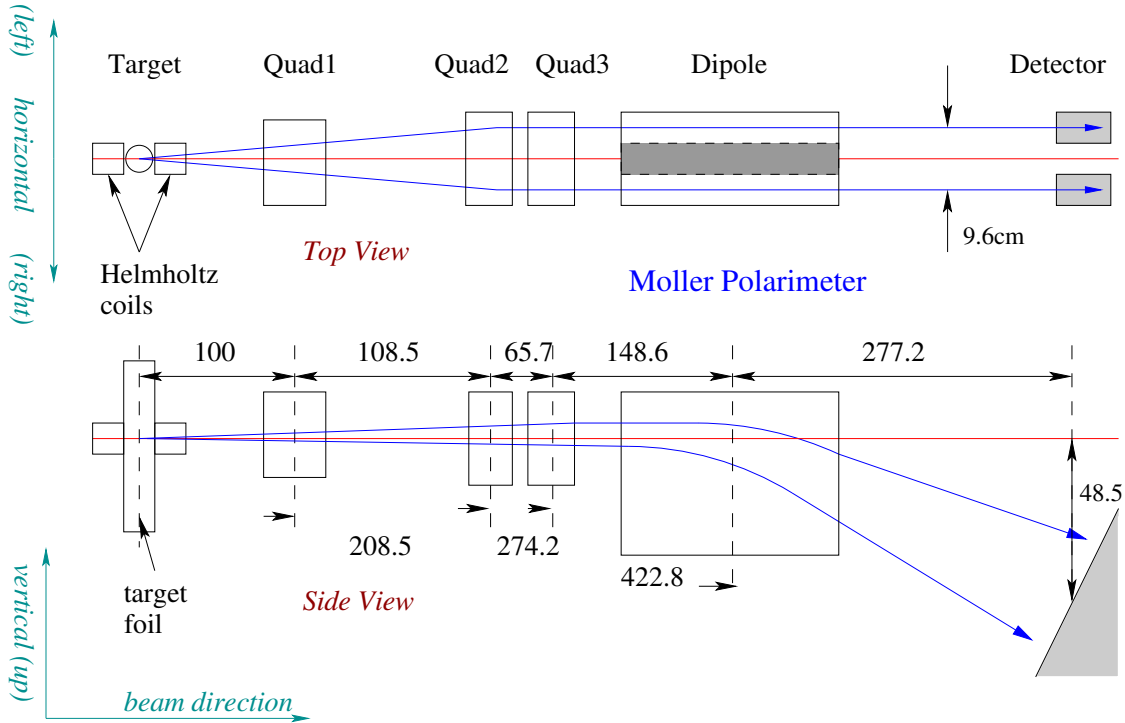 (left)
horizontal
(right)
Target
Quad1
Quad2
Quad3
Dipole
Detector
9.6cm
Top View
Helmholtz
coils
Moller Polarimeter
100
108.5
65.7
148.6
277.2
48.5
208.5
274.2
422.8
target
foil
Side View
vertical (up)
beam direction